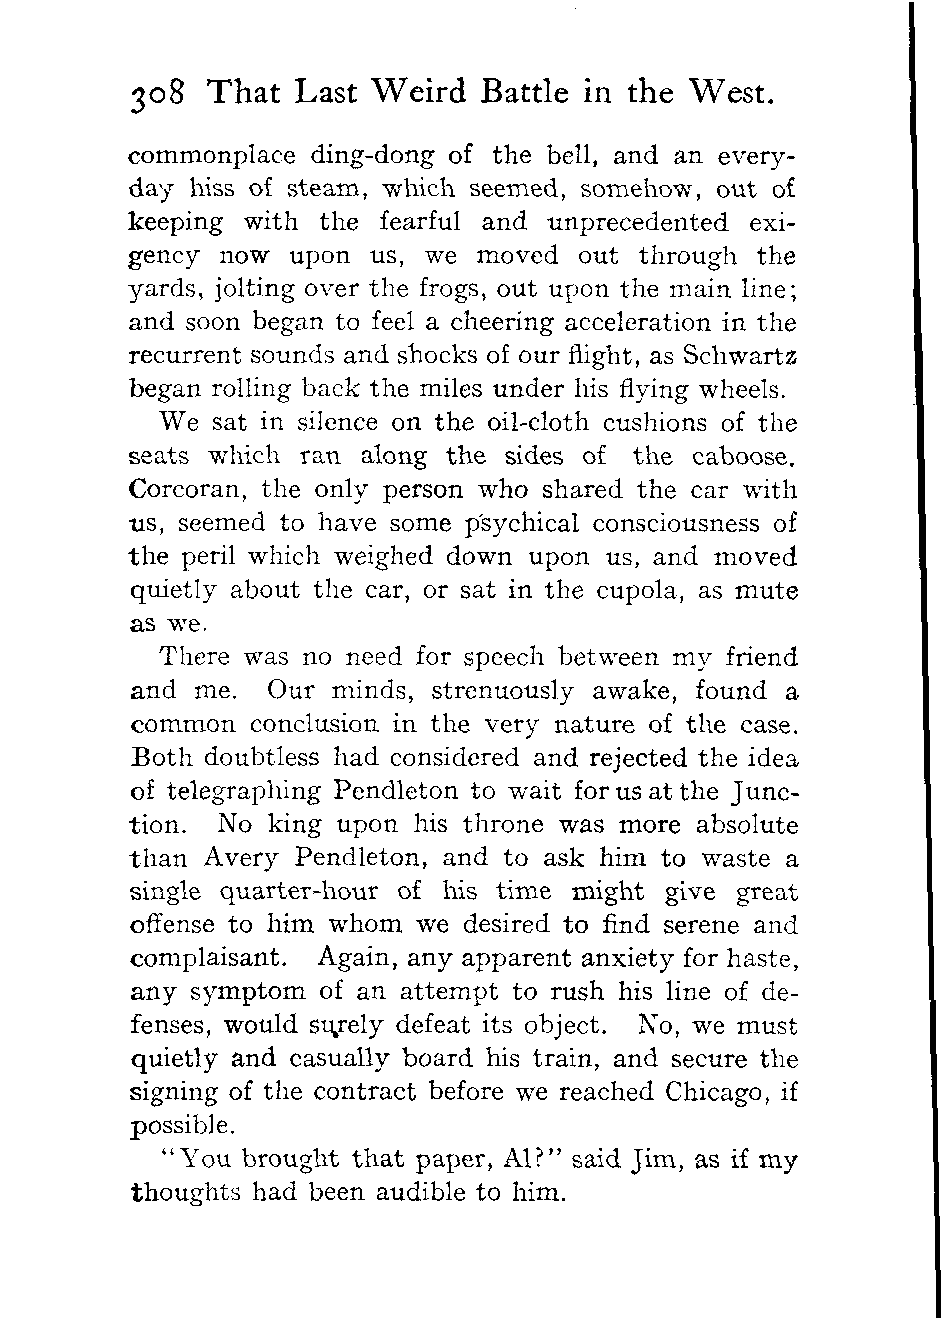 308 That Last Weird Battle in the West.
commonplace ding-dong of the bell, and an every-
day hiss of steam, which seemed, somehow, out of
keeping with the fearful and unprecedented exi-
gency now upon us, we moved out through the
yards, jolting over the frogs, out upon the main line;
and soon began to feel a cheering acceleration in the
recurrent sounds and shocks of our flight, as Schwartz
began rolling back the miles under his flying wheels.
We sat in silence on the oil-cloth cushions of the
seats which ran along the sides of the caboose.
Corcoran, the only person who shared the car with
us, seemed to have some psychical consciousness of
the peril which weighed down upon us, and moved
quietly about the car, or sat in the cupola, as mute
as we.
There was no need for speech between my friend
and me. Our minds, strenuously awake, found a
common conclusion in the very nature of the case.
Both doubtless had considered and rejected the idea
of telegraphing Pendleton to wait for us at the Junc-
tion. No king upon his throne was more absolute
than Avery Pendleton, and to ask him to waste a
single quarter-hour of his time might give great
offense to him whom we desired to find serene and
complaisant. Again, any apparent anxiety for haste,
any symptom of an attempt to rush his line of de-
fenses, would surely defeat its object. No, we must
quietly and casually board his train, and secure the
signing of the contract before we reached Chicago, if
possible.
"You brought that paper, Al?" said Jim, as if my
thoughts had been audible to him.